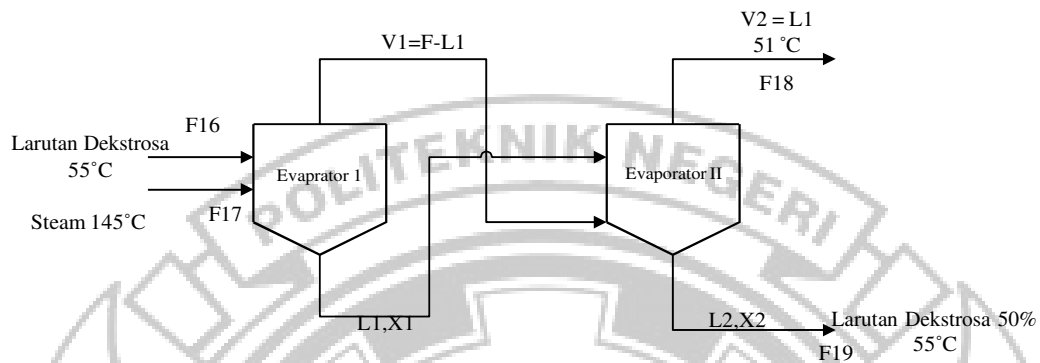 V1=F-L1
V2 = L1
51 °C
F18
F16
Larutan Dekstrosa
55°C
Evaprator 1
Evaporator II
Steam 145°C
F17
L1,X1
L2,X2
Larutan Dekstrosa 50%
55°C
F19
POLITEKNIK NEGERI